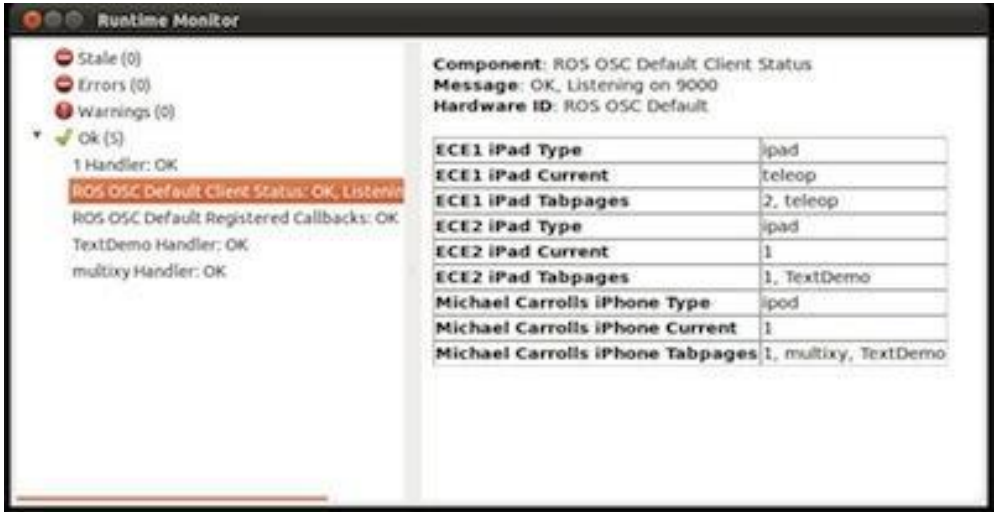 Runtime Monitor
Stale (0)
Errors (0)
Warnings (0)
Ok (5)
1 Handler: OK
ROS OSC Default Client Status: OK, Listenin
ROS OSC Default Registered Callbacks: OK
TextDemo Handler: OK
multixy Handler: OK
Component: ROS OSC Default Client Status
Message: OK, Listening on 9000
Hardware ID: ROS OSC Default
ECE1 iPad Type ipad
ECE1 iPad Current teleop
ECE1 iPad Tabpages 2, teleop
ECE2 iPad Type ipad
ECE2 iPad Current 1
ECE2 iPad Tabpages 1, TextDemo
Michael Carrolls iPhone Type ipod
Michael Carrolls iPhone Current 1
Michael Carrolls iPhone Tabpages 1, multixy, TextDemo